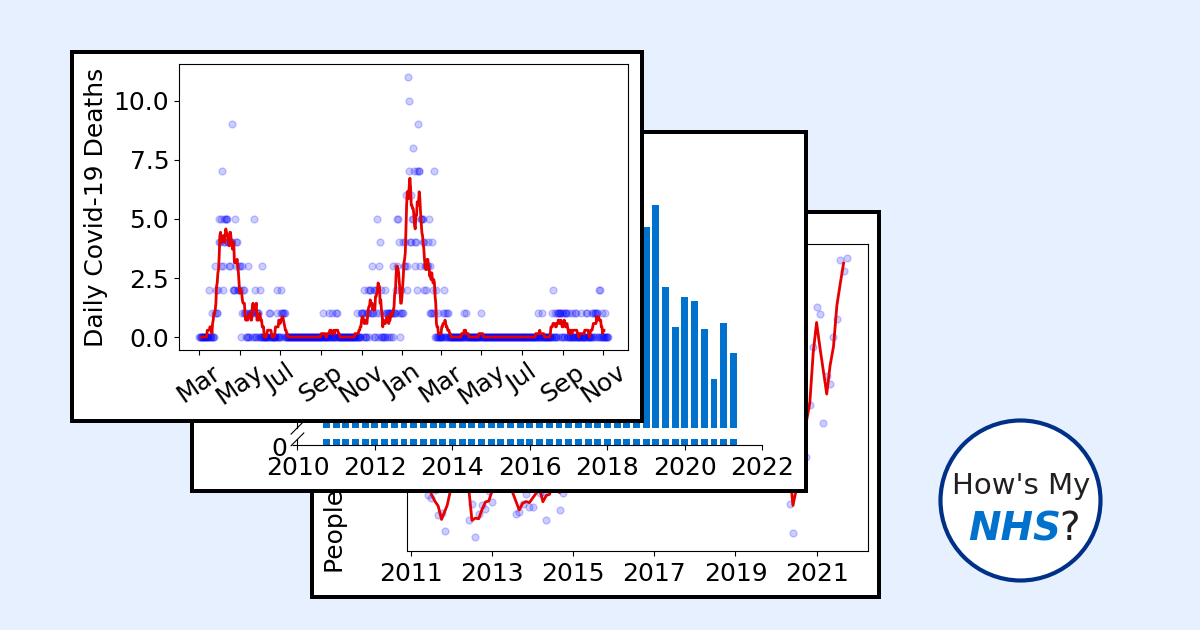 Daily Covid-19 Deaths
10.0
7.5
5.0
2.5
0.0
Mar May Jul Sep Nov Jan Mar May Jul Sep Nov
0
2010 2012 2014 2016 2018 2020 2022
People
2011 2013 2015 2017 2019 2021
How's My
NHS?